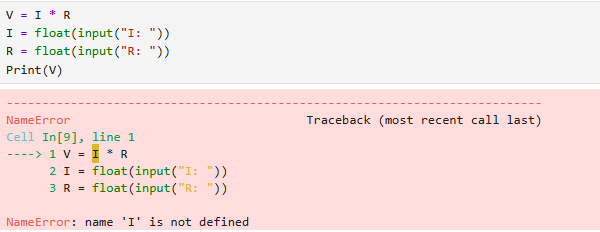 V = I * R
I = float(input("I: "))
R = float(input("R: "))
Print(V)
---------------------------------------------------------------------------
NameError                                 Traceback (most recent call last)
Cell In[9], line 1
----> 1 V = I * R
      2 I = float(input("I: "))
      3 R = float(input("R: "))

NameError: name 'I' is not defined